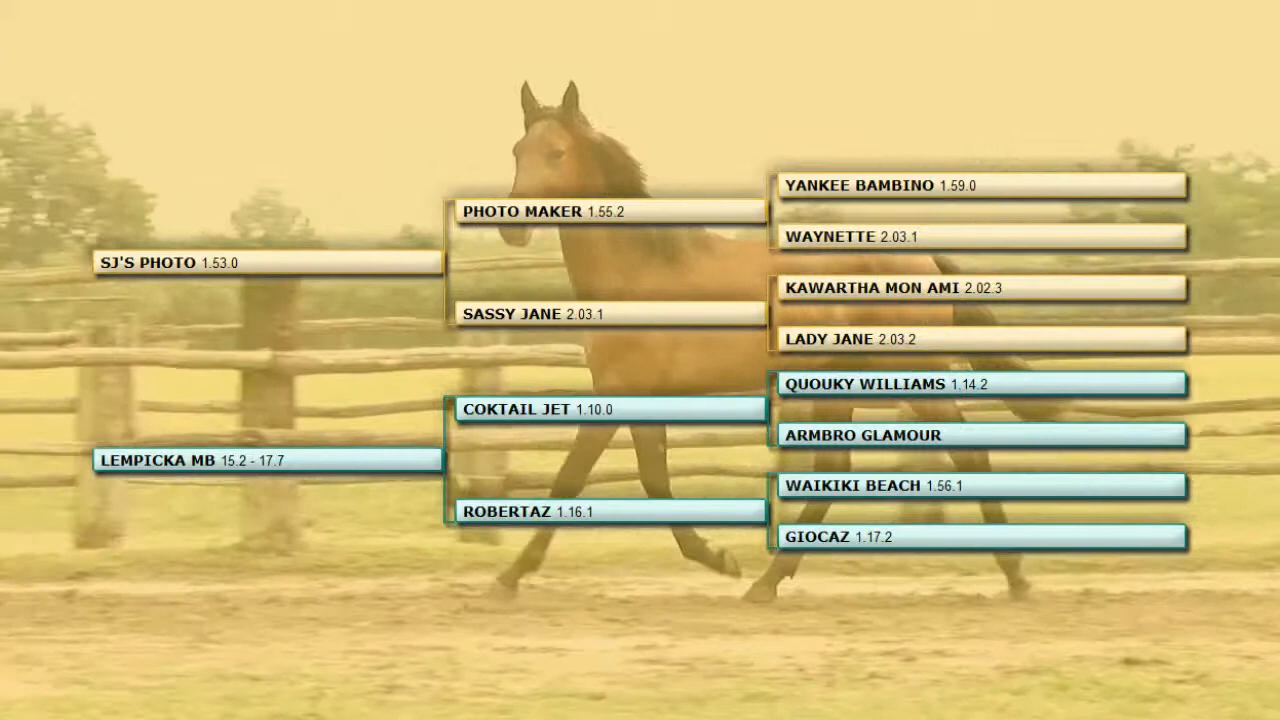 YANKEE BAMBINO 1.59.0
PHOTO MAKER 1.55.2
WAYNETTE 2.03.1
SJ'S PHOTO 1.53.0
KAWARTHA MON AMI 2.02.3
SASSY JANE 2.03.1
LADY JANE 2.03.2
QUOUKY WILLIAMS 1.14.2
COKTAIL JET 1.10.0
ARMBRO GLAMOUR
LEMPICKA MB 15.2 - 17.7
WAIKIKI BEACH 1.56.1
ROBERTAZ 1.16.1
GIOCAZ 1.17.2